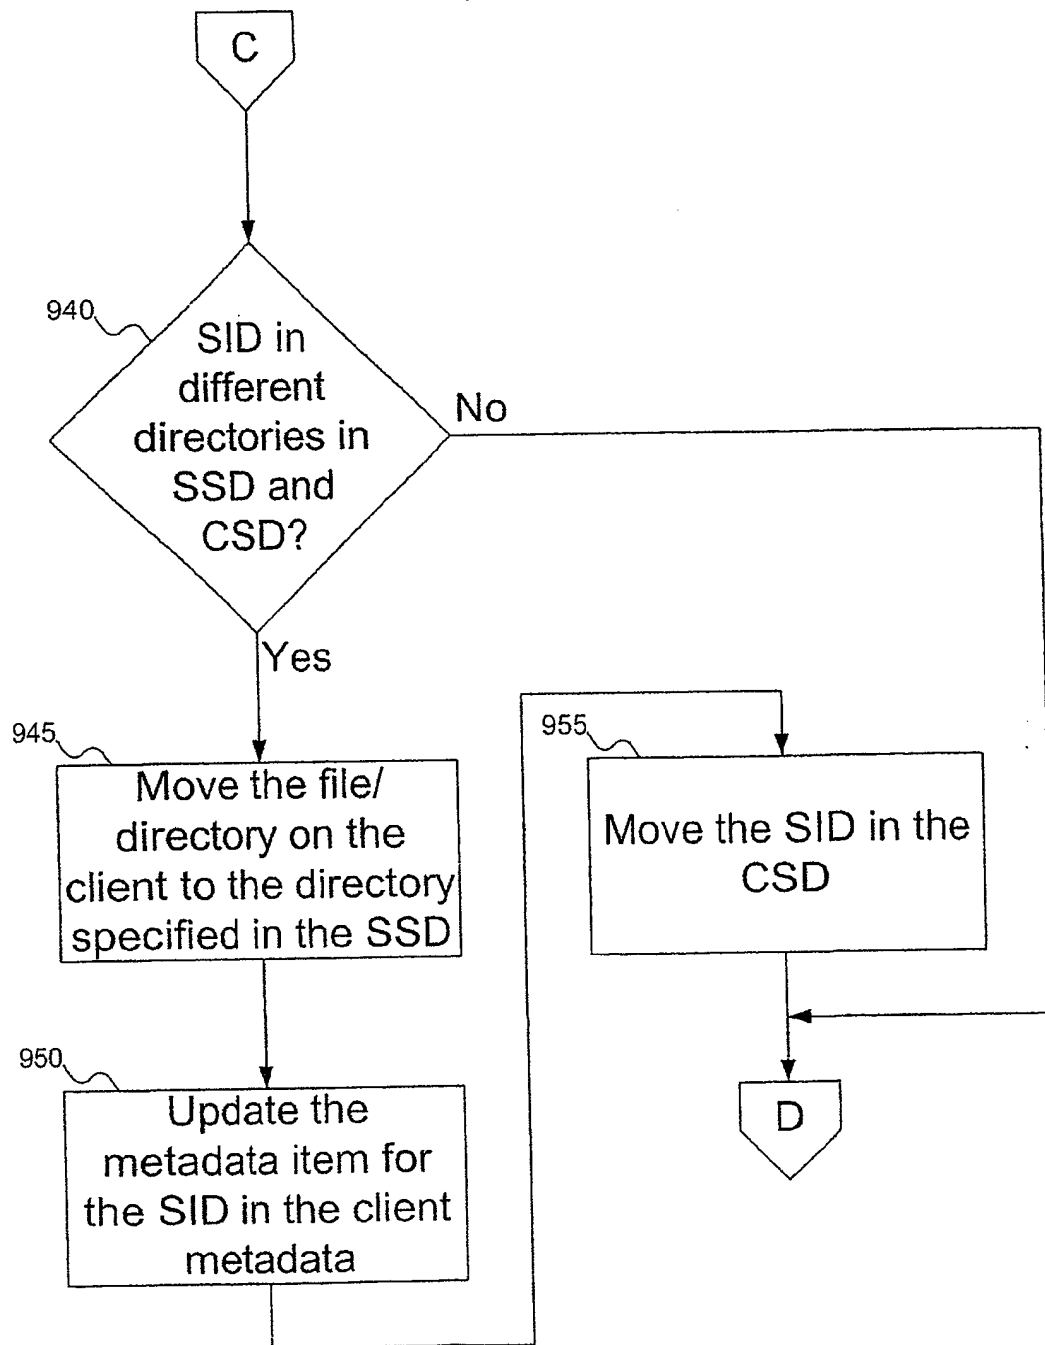 C
940
SID in
different
directories in
SSD and
CSD?
No
Yes
945
Move the file/
directory on the
client to the directory
specified in the SSD
950
Update the
metadata item for
the SID in the client
metadata
955
Move the SID in the
CSD
D